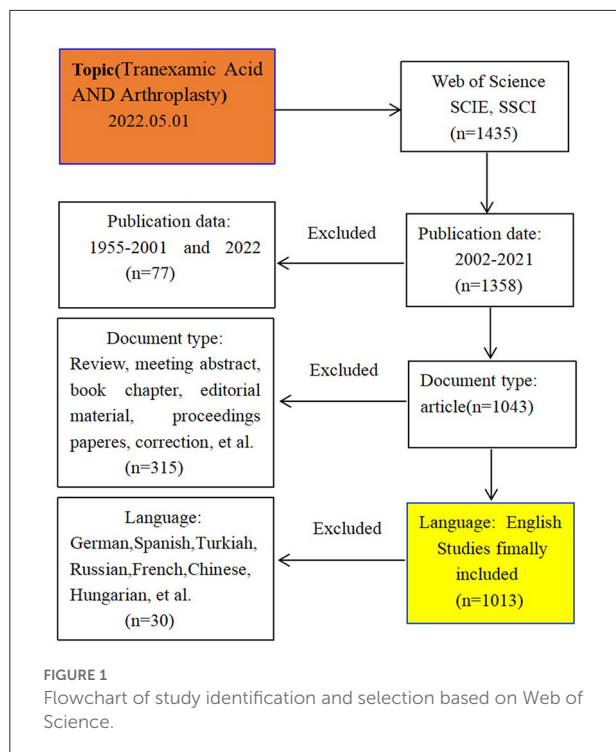 Topic(Tranexamic Acid
AND Arthroplasty)
2022.05.01
Web of Science
SCIE, SSCI
(n=1435)
Publication data:
1955-2001 and 2022
(n=77)
Excluded
Publication date:
2002-2021
(n=1358)
Document type:
Review, meeting abstract,
book chapter, editorial
material, proceedings
paperes, correction, et al.
(n=315)
Excluded
Document type:
article(n=1043)
Language:
German,Spanish,Turkiah,
Russian,French,Chinese,
Hungarian, et al.
(n=30)
Excluded
Language: English
Studies fimally
included
(n=1013)
FIGURE 1
Flowchart of study identification and selection based on Web of
Science.